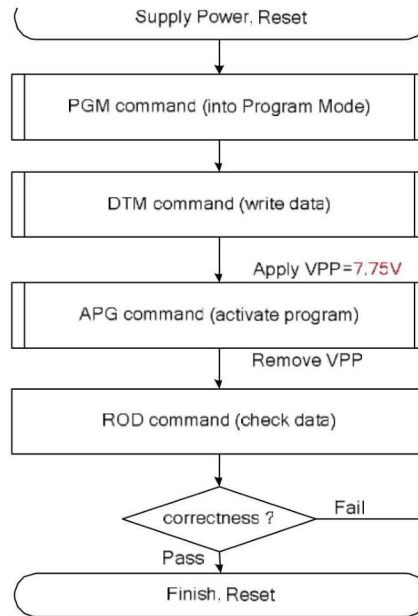 Supply Power, Reset
PGM command (into Program Mode)
DTM command (write data)
Apply VPP=7.75V
APG command (activate program)
Remove VPP
ROD command (check data)
correctness ?
Fail
Pass
Finish, Reset